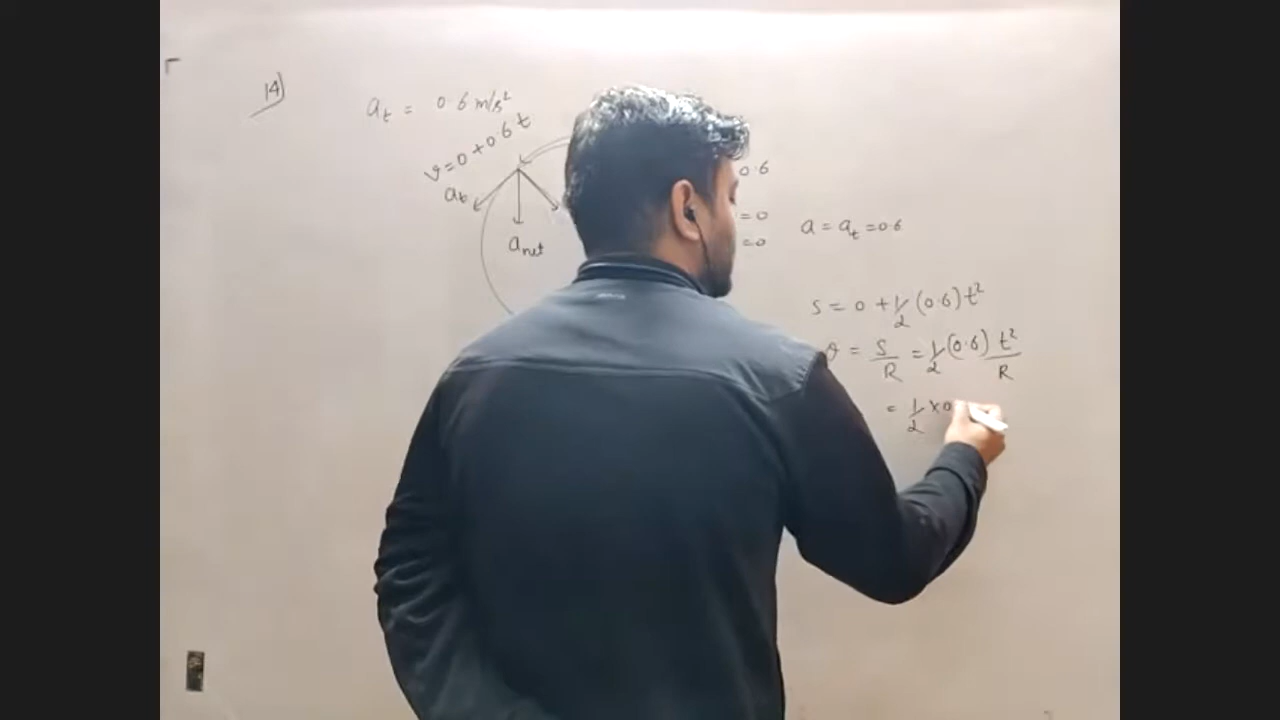 14)
a_t = 0.6 m/s²
v = 0 + 0.6 t
a_t
a_net
0.6
= 0
= 0
a = a_t = 0.6
S = 0 + 1/2 (0.6) t²
θ = S/R = 1/2 (0.6) t²/R
= 1/2 × 0